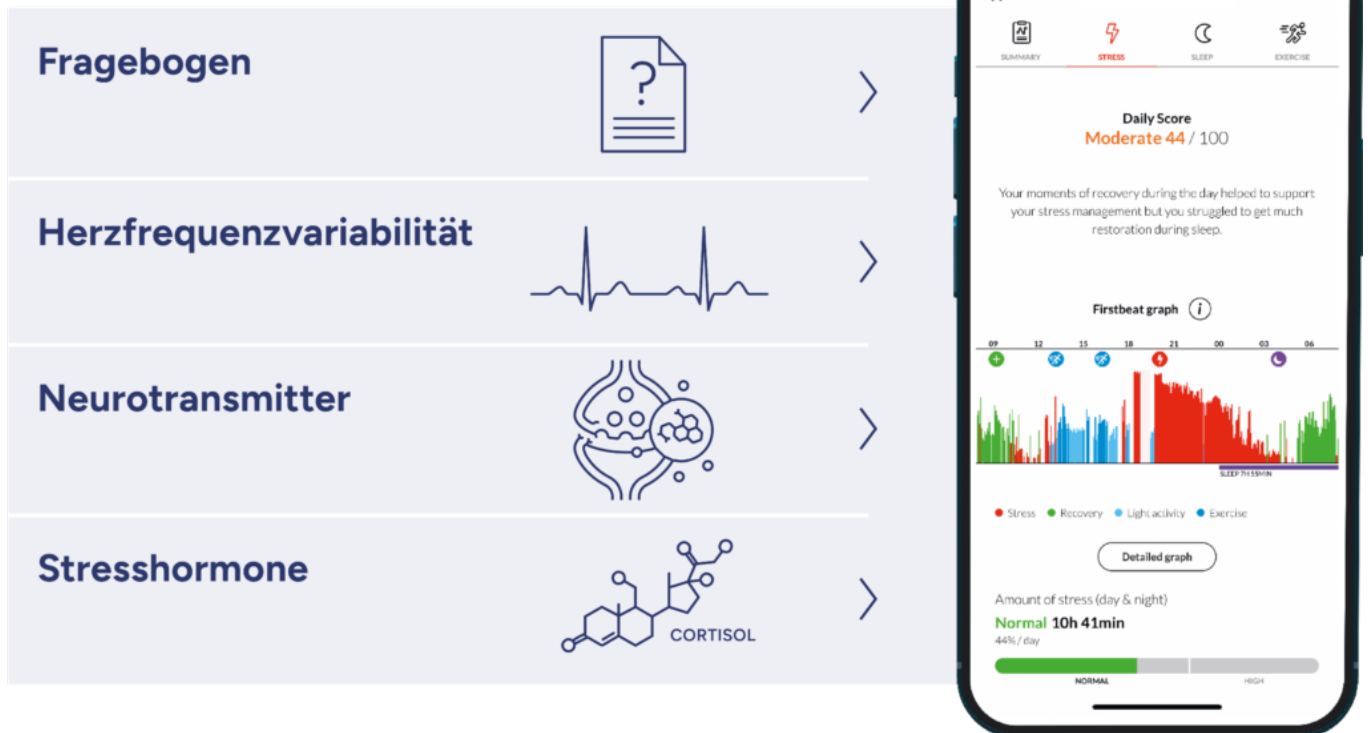 Fragebogen
?
Herzfrequenzvariabilität
Neurotransmitter
Stresshormone
CORTISOL
SUMMARY STRESS SLEEP EXERCISE
Daily Score
Moderate 44 / 100
Your moments of recovery during the day helped to support
your stress management but you struggled to get much
restoration during sleep.
Firstbeat graph i
09 12 15 18 21 00 03 06
SLEEP 7H 55MIN
Stress Recovery Light activity Exercise
Detailed graph
Amount of stress (day & night)
Normal 10h 41min
44% / day
NORMAL HIGH